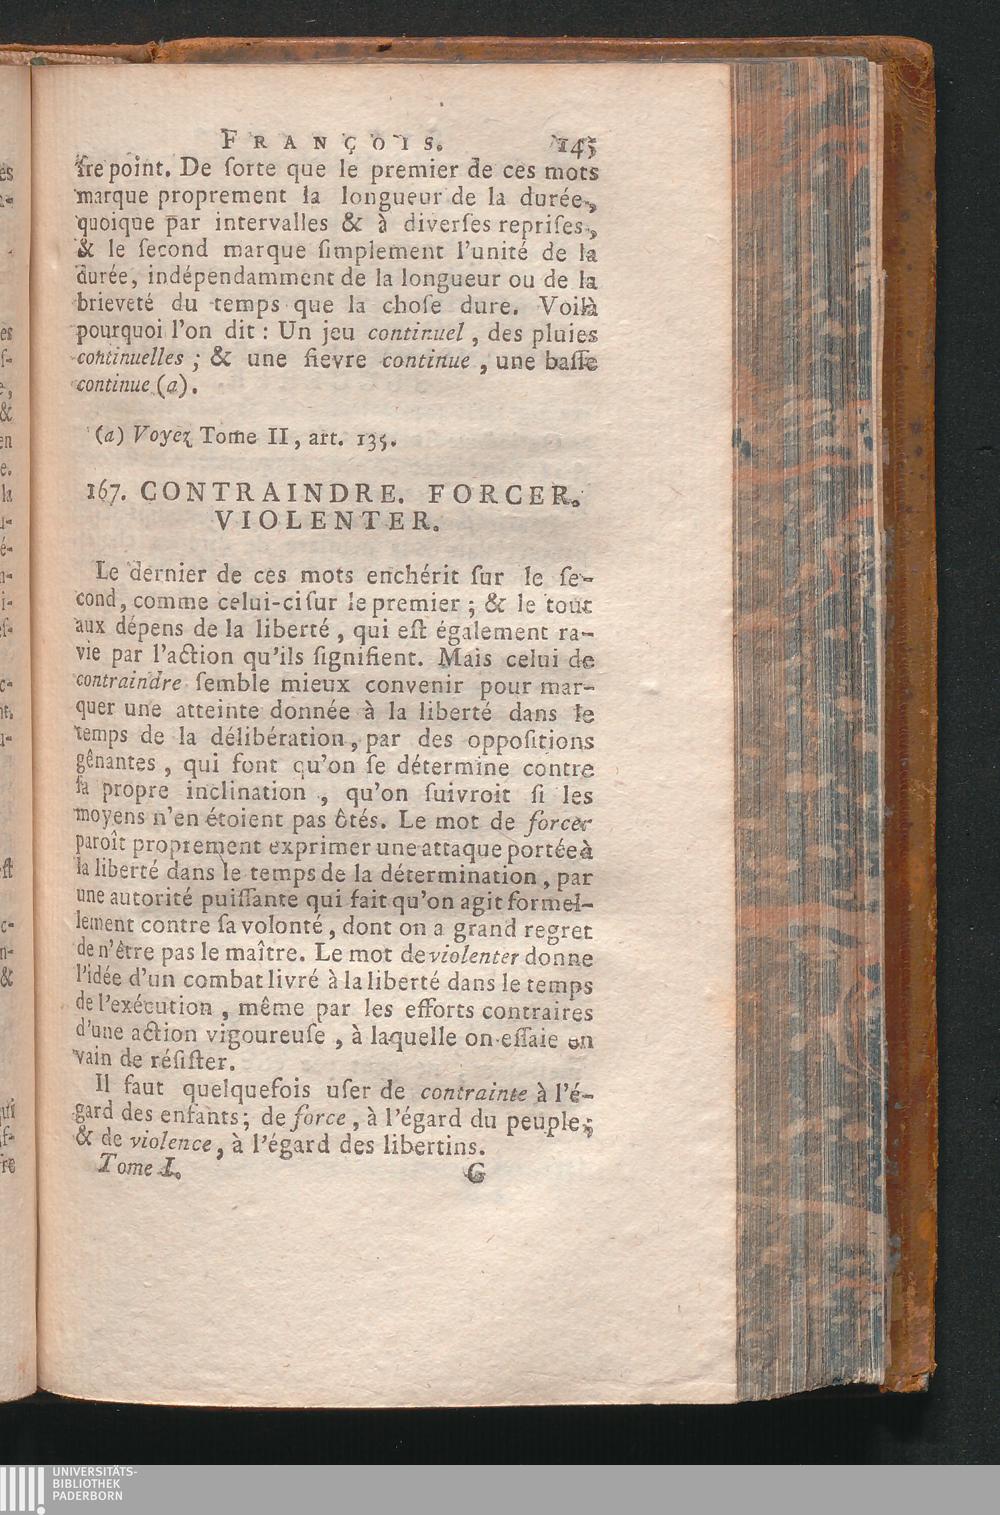 FRANÇOIS. 145
fre point. De ſorte que le premier de ces mots
marque proprement la longueur de la durée,
quoique par intervalles & à diverſes repriſes,
& le ſecond marque ſimplement l'unité de la
durée, indépendamment de la longueur ou de la
brieveté du temps que la choſe dure. Voilà
pourquoi l'on dit : Un jeu continuel, des pluies
continuelles ; & une fievre continue, une baſſe
continue (a).
(a) Voyez Tome II, art. 135.
167. CONTRAINDRE. FORCER.
VIOLENTER.
Le dernier de ces mots enchérit ſur le ſe-
cond, comme celui-ci ſur le premier ; & le tout
aux dépens de la liberté, qui eſt également ra-
vie par l'action qu'ils ſignifient. Mais celui de
contraindre ſemble mieux convenir pour mar-
quer une atteinte donnée à la liberté dans le
temps de la délibération, par des oppoſitions
gênantes, qui font qu'on ſe détermine contre
ſa propre inclination, qu'on ſuivroit ſi les
moyens n'en étoient pas ôtés. Le mot de forcer
paroît proprement exprimer une attaque portée à
la liberté dans le temps de la détermination, par
une autorité puiſſante qui fait qu'on agit formel-
lement contre ſa volonté, dont on a grand regret
de n'être pas le maître. Le mot de violenter donne
l'idée d'un combat livré à la liberté dans le temps
de l'exécution, même par les efforts contraires
d'une action vigoureuſe, à laquelle on eſſaie en
vain de réſiſter.
Il faut quelquefois uſer de contrainte à l'é-
gard des enfants ; de force, à l'égard du peuple ;
& de violence, à l'égard des libertins.
Tome I. G
UNIVERSITÄTS-
BIBLIOTHEK
PADERBORN